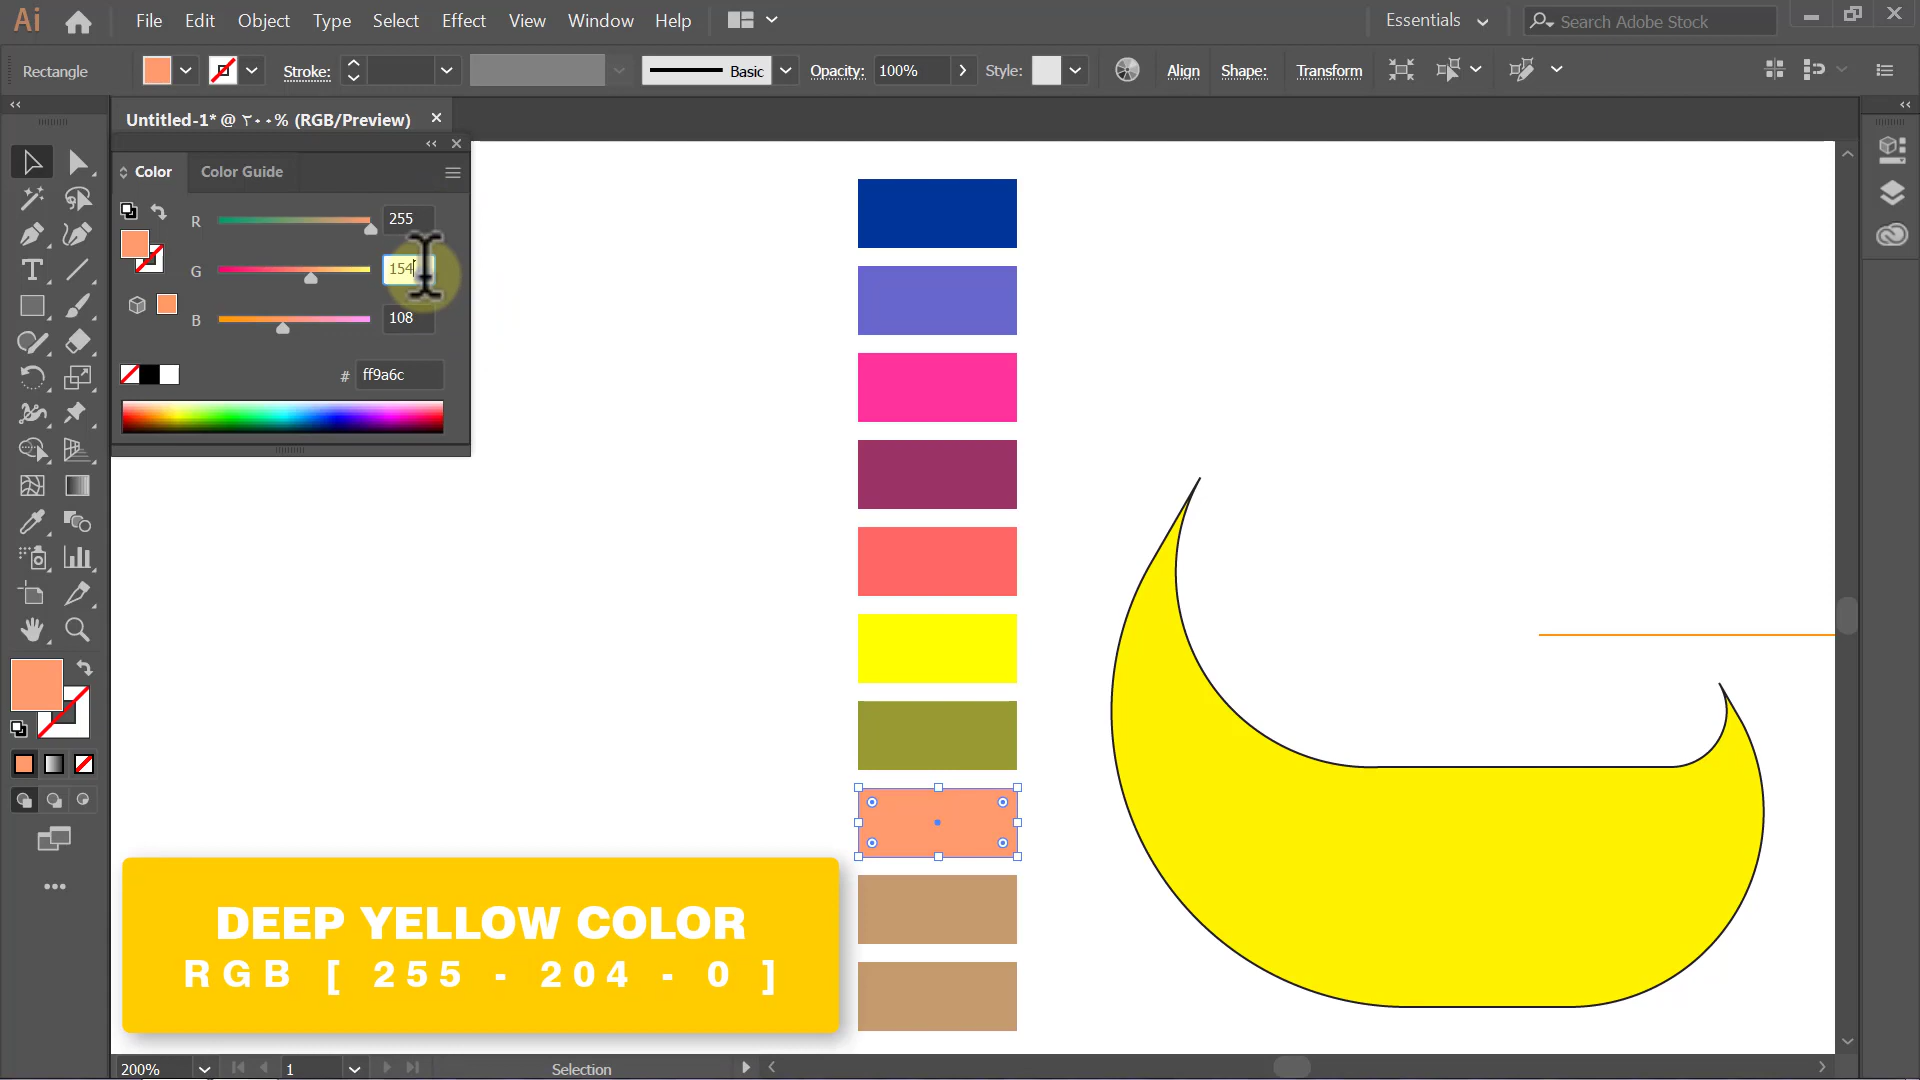 Ai File Edit Object Type Select Effect View Window Help Essentials Search Adobe Stock
Rectangle Stroke: Basic Opacity: 100% Style: Align Shape: Transform
Untitled-1* @ ٢٠٠% (RGB/Preview)
Color Color Guide
R 255
G 154
B 108
# ff9a6c
DEEP YELLOW COLOR
RGB [ 255 - 204 - 0 ]
200% 1 Selection